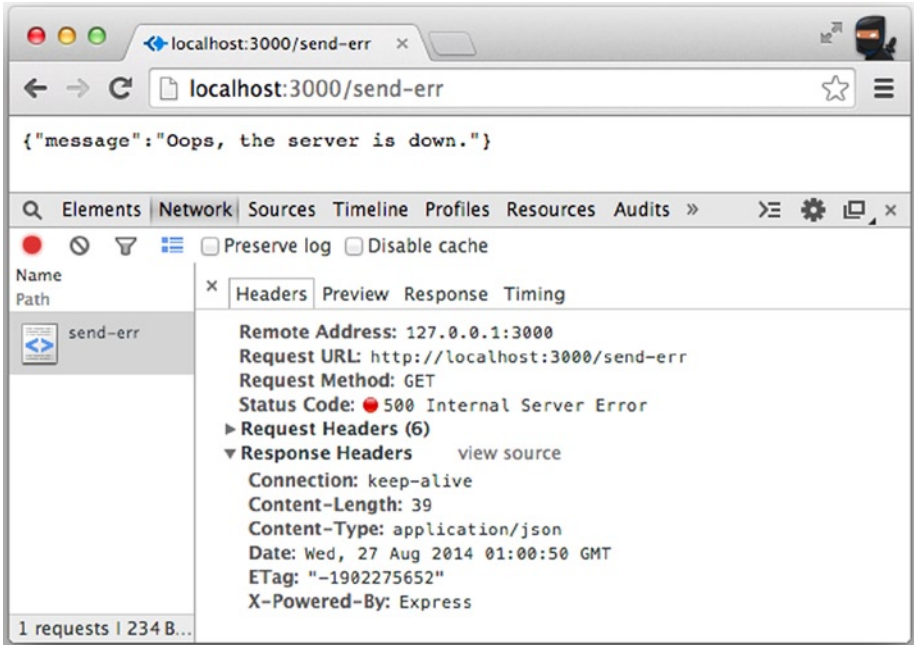 localhost:3000/send-err ×
localhost:3000/send-err
{"message":"Oops, the server is down."}
Elements Network Sources Timeline Profiles Resources Audits »
Preserve log Disable cache
Name
Path
× Headers Preview Response Timing
send-err
Remote Address: 127.0.0.1:3000
Request URL: http://localhost:3000/send-err
Request Method: GET
Status Code: 500 Internal Server Error
Request Headers (6)
Response Headers view source
Connection: keep-alive
Content-Length: 39
Content-Type: application/json
Date: Wed, 27 Aug 2014 01:00:50 GMT
ETag: "-1902275652"
X-Powered-By: Express
1 requests | 234 B...